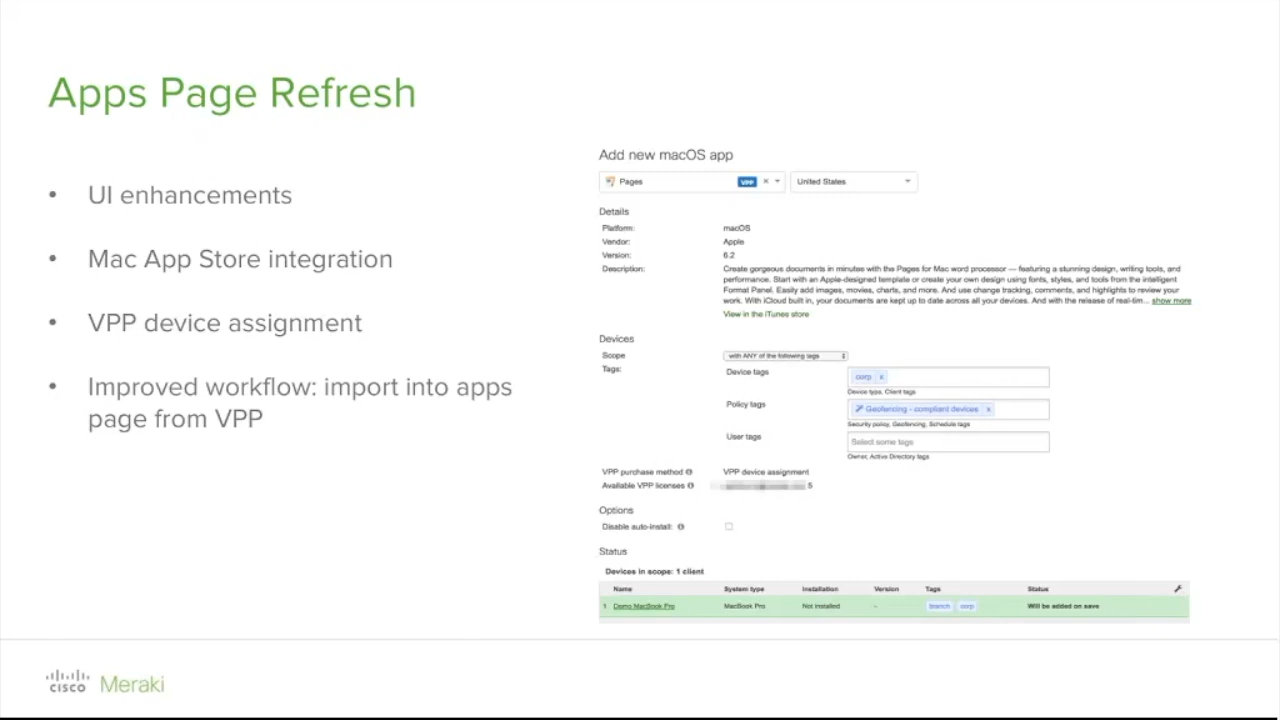 Apps Page Refresh
• UI enhancements
• Mac App Store integration
• VPP device assignment
• Improved workflow: import into apps
page from VPP
Add new macOS app
Pages VPP × United States
Details
Platform: macOS
Vendor: Apple
Version: 6.2
Description: Create gorgeous documents in minutes with the Pages for Mac word processor — featuring a stunning design, writing tools, and
performance. Start with an Apple-designed template or create your own design using fonts, styles, and tools from the intelligent
Format Panel. Easily add images, movies, charts, and more. And use change tracking, comments, and highlights to review your
work. With iCloud built in, your documents are kept up to date across all your devices. And with the release of real-tim... show more
View in the iTunes store
Devices
Scope with ANY of the following tags
Tags:
Device tags corp x
Device type, Client tags
Policy tags Geofencing - compliant devices x
Security policy, Geofencing, Schedule tags
User tags Select some tags
Owner, Active Directory tags
VPP purchase method VPP device assignment
Available VPP licenses 5
Options
Disable auto-install:
Status
Devices in scope: 1 client
Name System type Installation Version Tags Status
1 Demo MacBook Pro MacBook Pro Not installed - branch corp Will be added on save
cisco Meraki